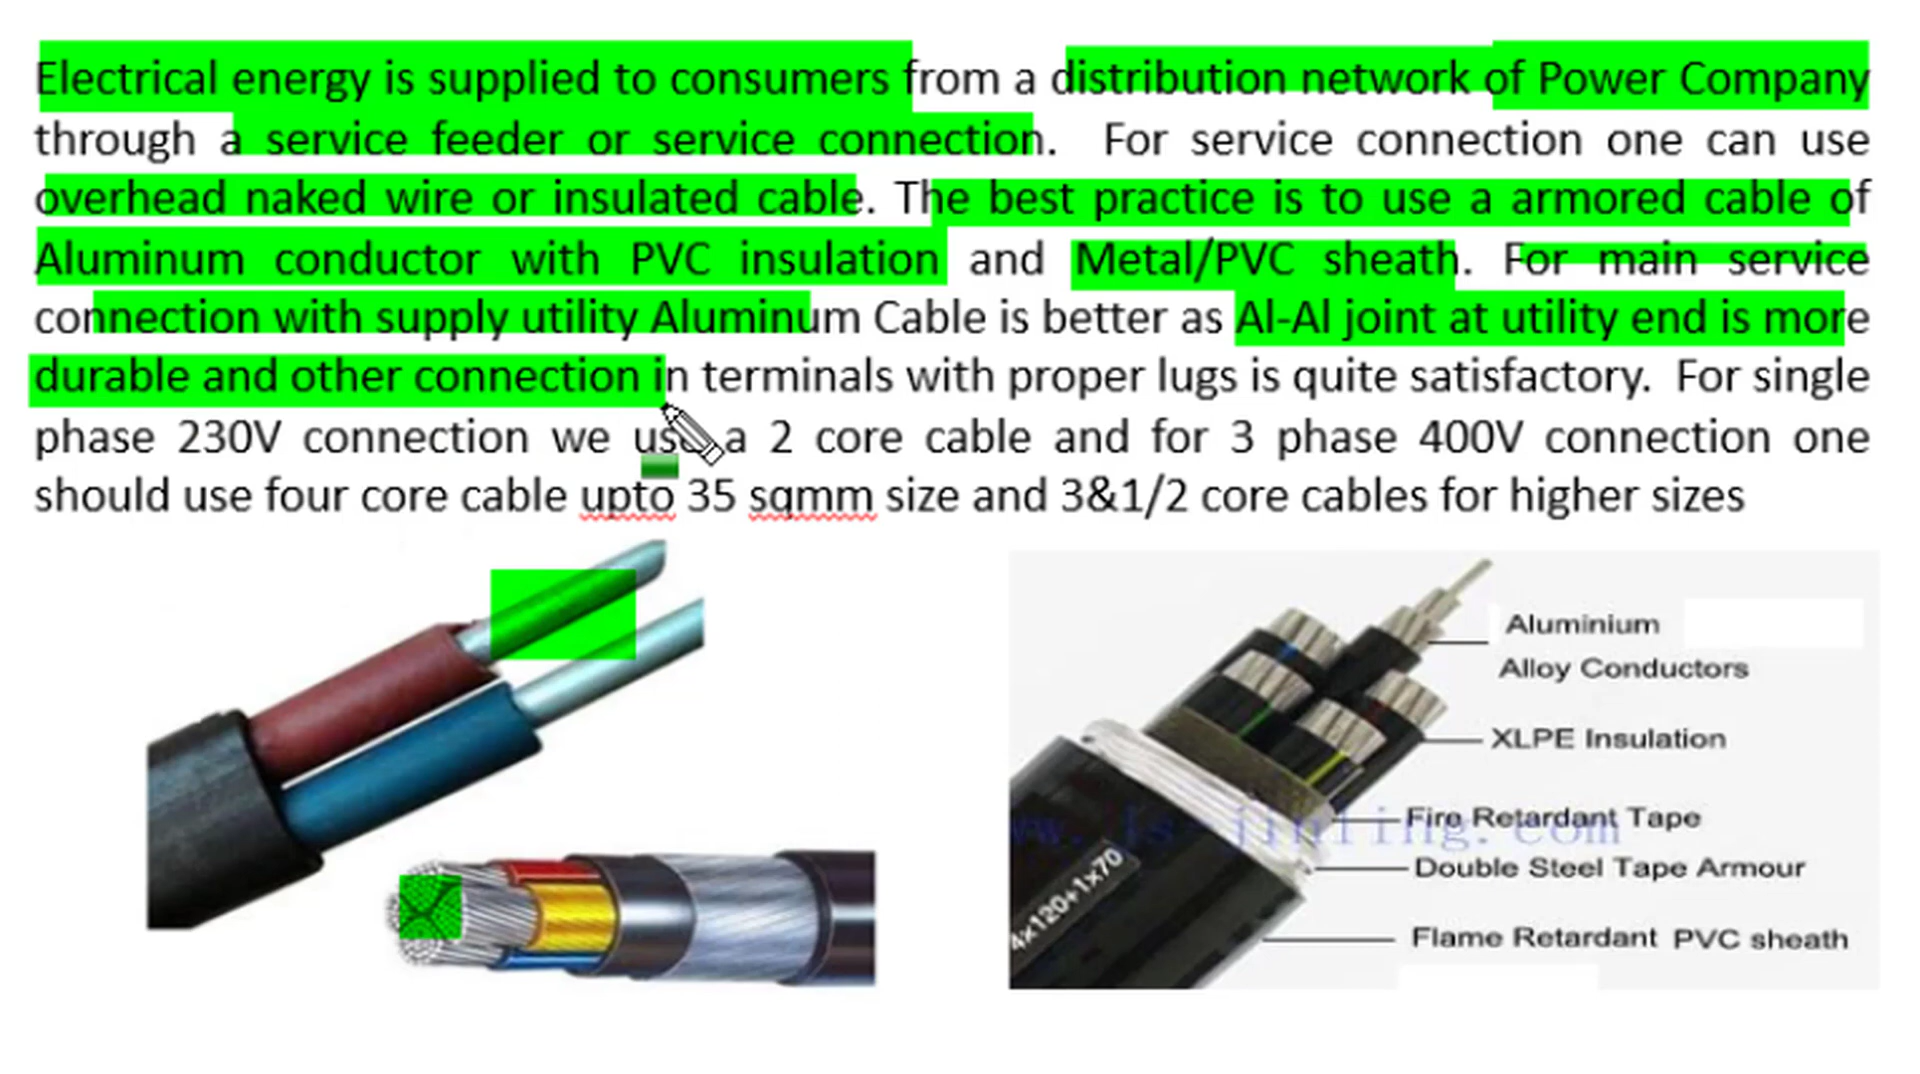 Electrical energy is supplied to consumers from a distribution network of Power Company
through a service feeder or service connection. For service connection one can use
overhead naked wire or insulated cable. The best practice is to use a armored cable of
Aluminum conductor with PVC insulation and Metal/PVC sheath. For main service
connection with supply utility Aluminum Cable is better as Al-Al joint at utility end is more
durable and other connection in terminals with proper lugs is quite satisfactory. For single
phase 230V connection we use a 2 core cable and for 3 phase 400V connection one
should use four core cable upto 35 sqmm size and 3&1/2 core cables for higher sizes
Aluminium
Alloy Conductors
XLPE Insulation
Fire Retardant Tape
Double Steel Tape Armour
Flame Retardant PVC sheath
4x120+1x70